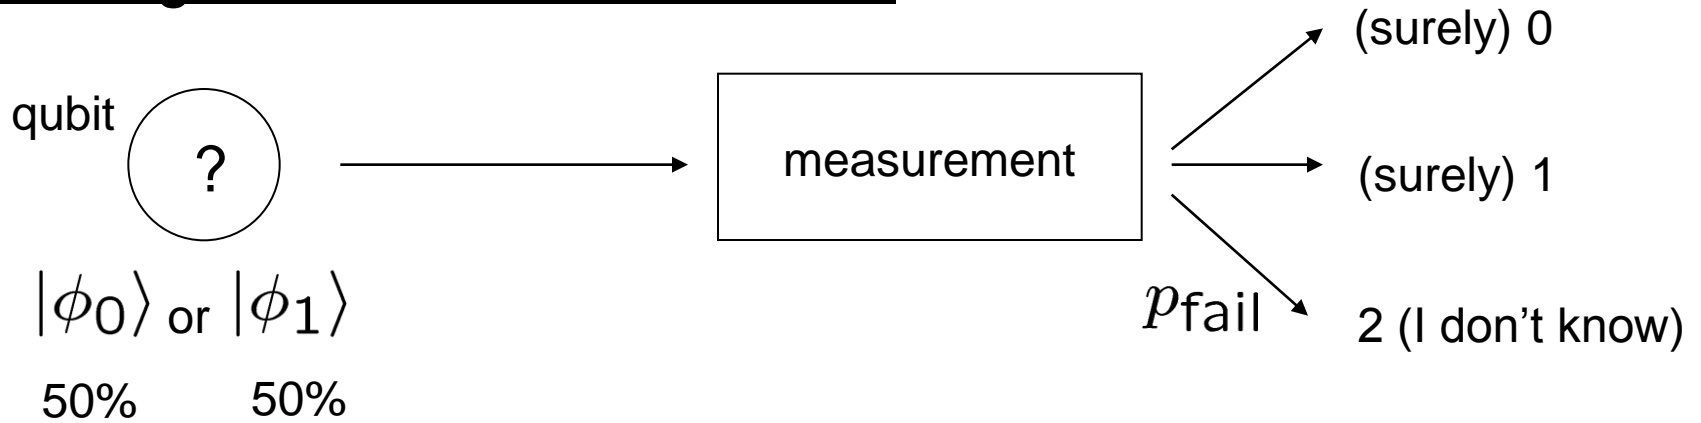 (surely) 0
qubit
?
measurement
(surely) 1
|ϕ₀⟩ or |ϕ₁⟩
p_fail
2 (I don't know)
50% 50%